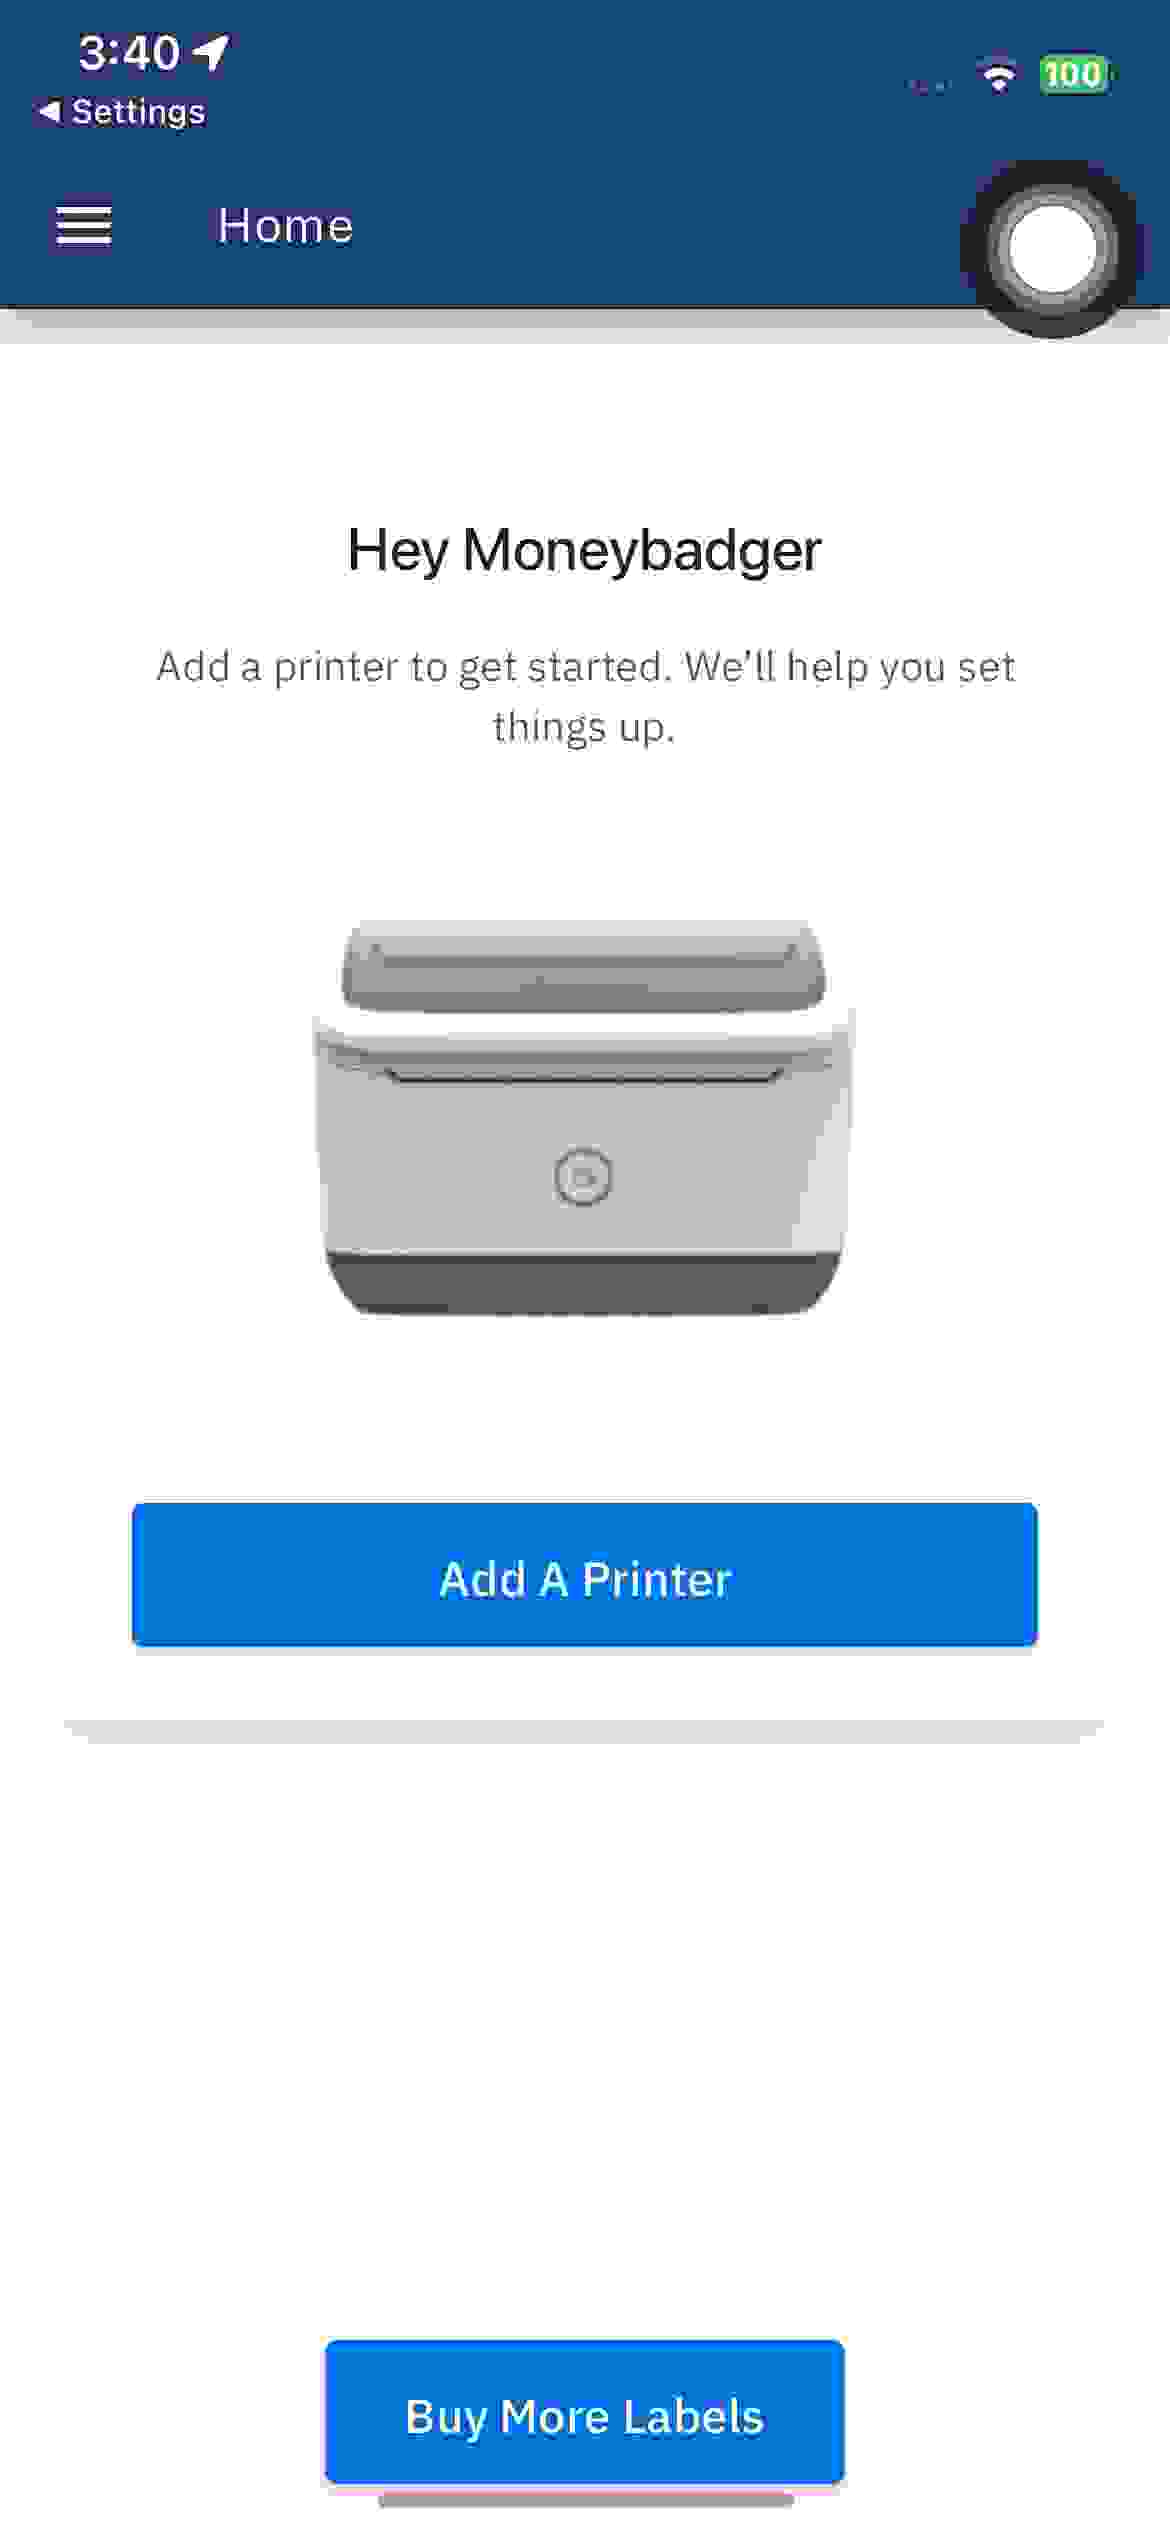 3:40
100
Settings
Home
Hey Moneybadger
Add a printer to get started. We'll help you set
things up.
Add A Printer
Buy More Labels